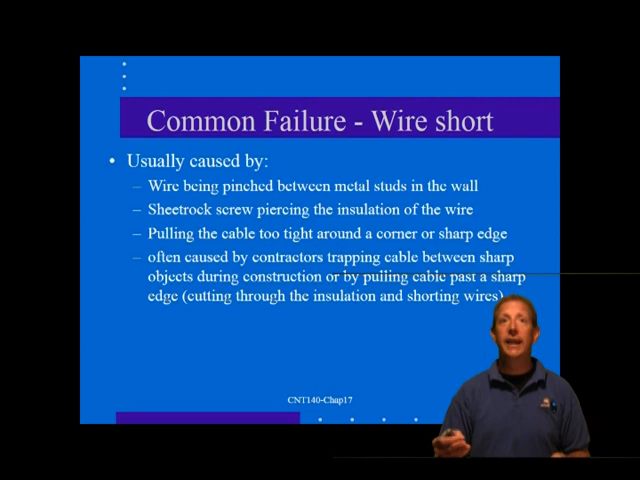 Common Failure - Wire short
• Usually caused by:
– Wire being pinched between metal studs in the wall
– Sheetrock screw piercing the insulation of the wire
– Pulling the cable too tight around a corner or sharp edge
– often caused by contractors trapping cable between sharp
objects during construction or by pulling cable past a sharp
edge (cutting through the insulation and shorting wires)
CNT140-Chap17